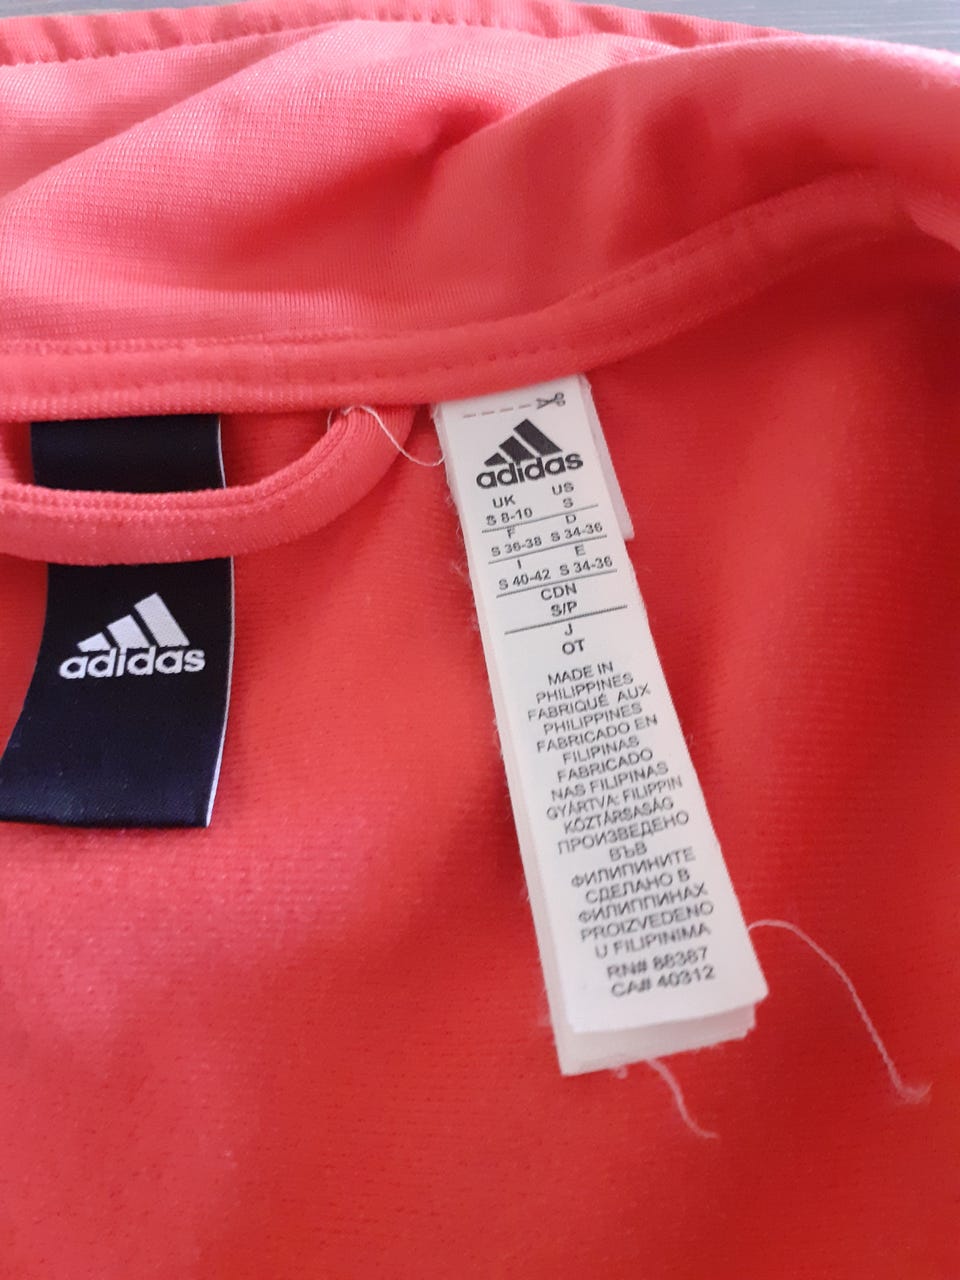 adidas
adidas
UK US
S 8-10 S
F D
S 36-38 S 34-36
I E
S 40-42 S 34-36
CDN
S/P
J
OT
MADE IN
PHILIPPINES
FABRIQUÉ AUX
PHILIPPINES
FABRICADO EN
FILIPINAS
FABRICADO
NAS FILIPINAS
GYÁRTVA: FILIPPIN
KÖZTÁRSASÁG
ПРОИЗВЕДЕНО
ВЪВ
ФИЛИПИНИТЕ
СДЕЛАНО В
ФИЛИППИНАХ
PROIZVEDENO
U FILIPINIMA
RN# 88387
CA# 40312